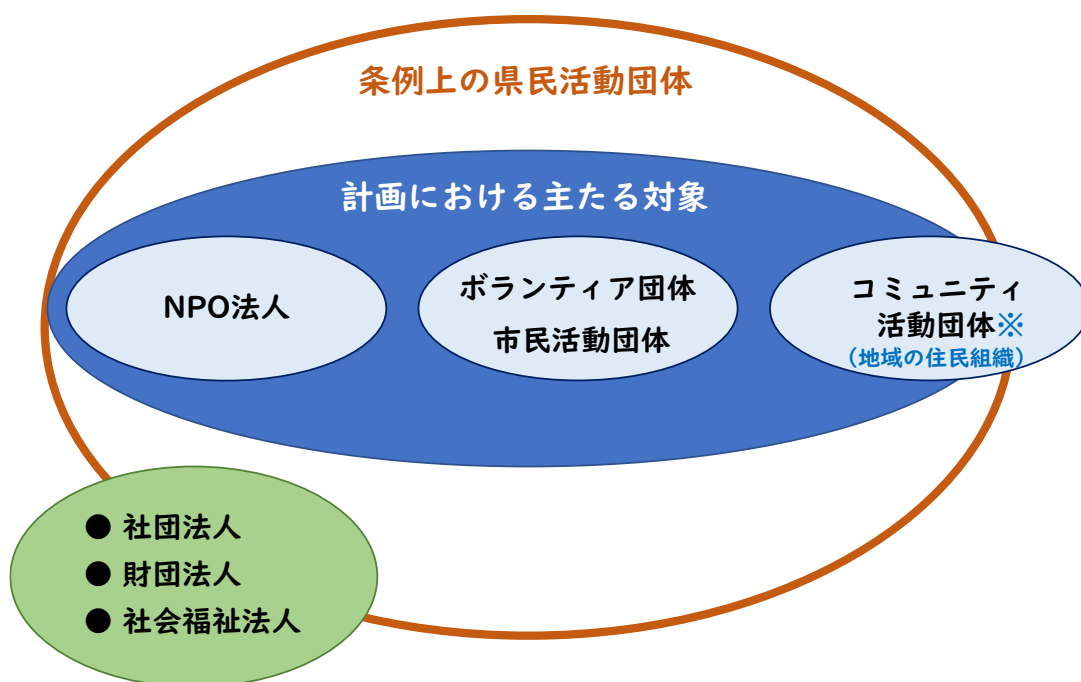 条例上の県民活動団体
計画における主たる対象
NPO法人
ボランティア団体
市民活動団体
コミュニティ
活動団体※
（地域の住民組織）
● 社団法人
● 財団法人
● 社会福祉法人